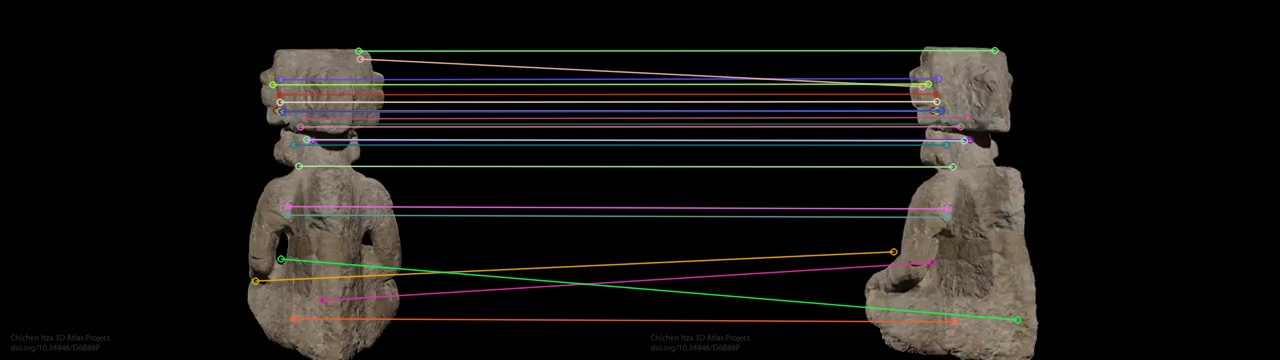 Chichen Itza 3D Atlas Project
doi.org/10.34946/D6B88P
Chichen Itza 3D Atlas Project
doi.org/10.34946/D6B88P